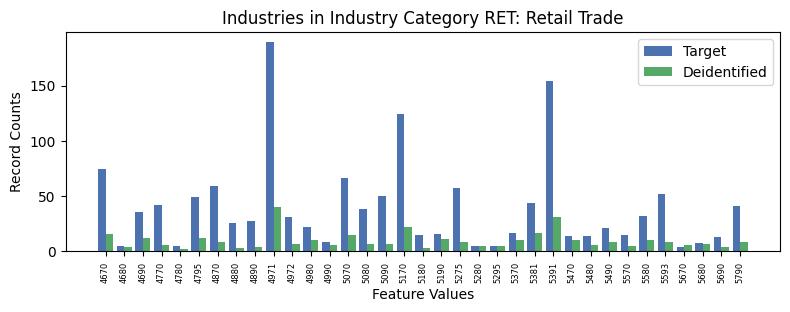 Industries in Industry Category RET: Retail Trade
Target
Deidentified
Record Counts
150
100
50
0
4670 4680 4690 4770 4780 4795 4870 4880 4890 4971 4972 4980 4990 5070 5080 5090 5170 5180 5190 5275 5280 5295 5370 5381 5391 5470 5480 5490 5570 5580 5593 5670 5680 5690 5790
Feature Values